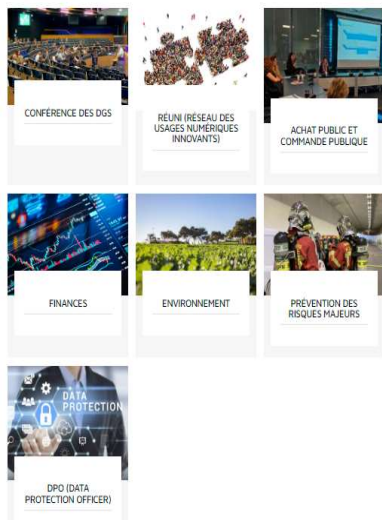 CONFÉRENCE DES DGS
RÉUNI (RÉSEAU DES
USAGES NUMÉRIQUES
INNOVANTS)
ACHAT PUBLIC ET
COMMANDE PUBLIQUE
FINANCES
ENVIRONNEMENT
PRÉVENTION DES
RISQUES MAJEURS
DATA
PROTECTION
DPO (DATA
PROTECTION OFFICER)